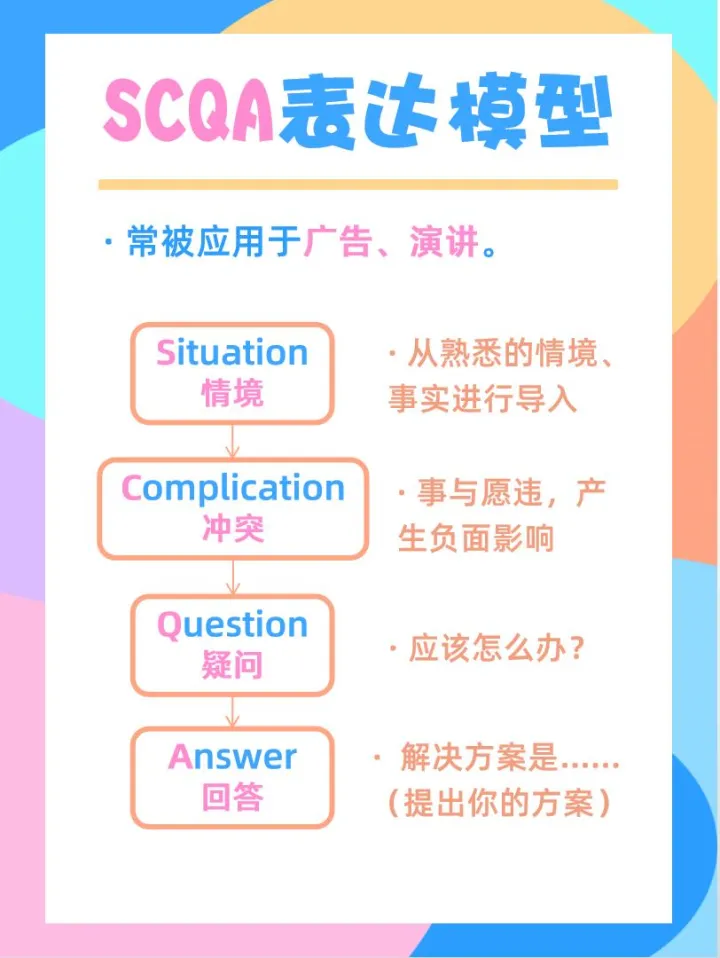 SCQA表达模型
· 常被应用于广告、演讲。
Situation
情境
· 从熟悉的情境、
事实进行导入
Complication
冲突
· 事与愿违，产
生负面影响
Question
疑问
· 应该怎么办？
Answer
回答
· 解决方案是……
（提出你的方案）